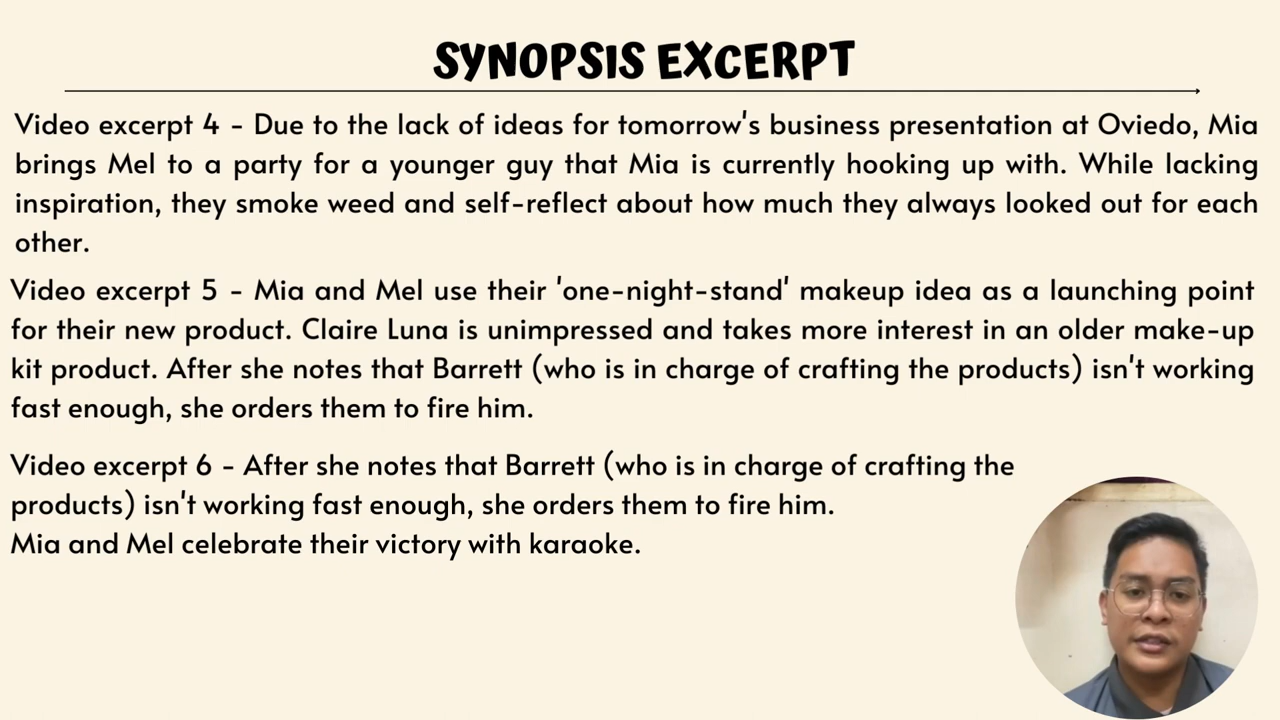 SYNOPSIS EXCERPT
Video excerpt 4 - Due to the lack of ideas for tomorrow's business presentation at Oviedo, Mia
brings Mel to a party for a younger guy that Mia is currently hooking up with. While lacking
inspiration, they smoke weed and self-reflect about how much they always looked out for each
other.
Video excerpt 5 - Mia and Mel use their 'one-night-stand' makeup idea as a launching point
for their new product. Claire Luna is unimpressed and takes more interest in an older make-up
kit product. After she notes that Barrett (who is in charge of crafting the products) isn't working
fast enough, she orders them to fire him.
Video excerpt 6 - After she notes that Barrett (who is in charge of crafting the
products) isn't working fast enough, she orders them to fire him.
Mia and Mel celebrate their victory with karaoke.